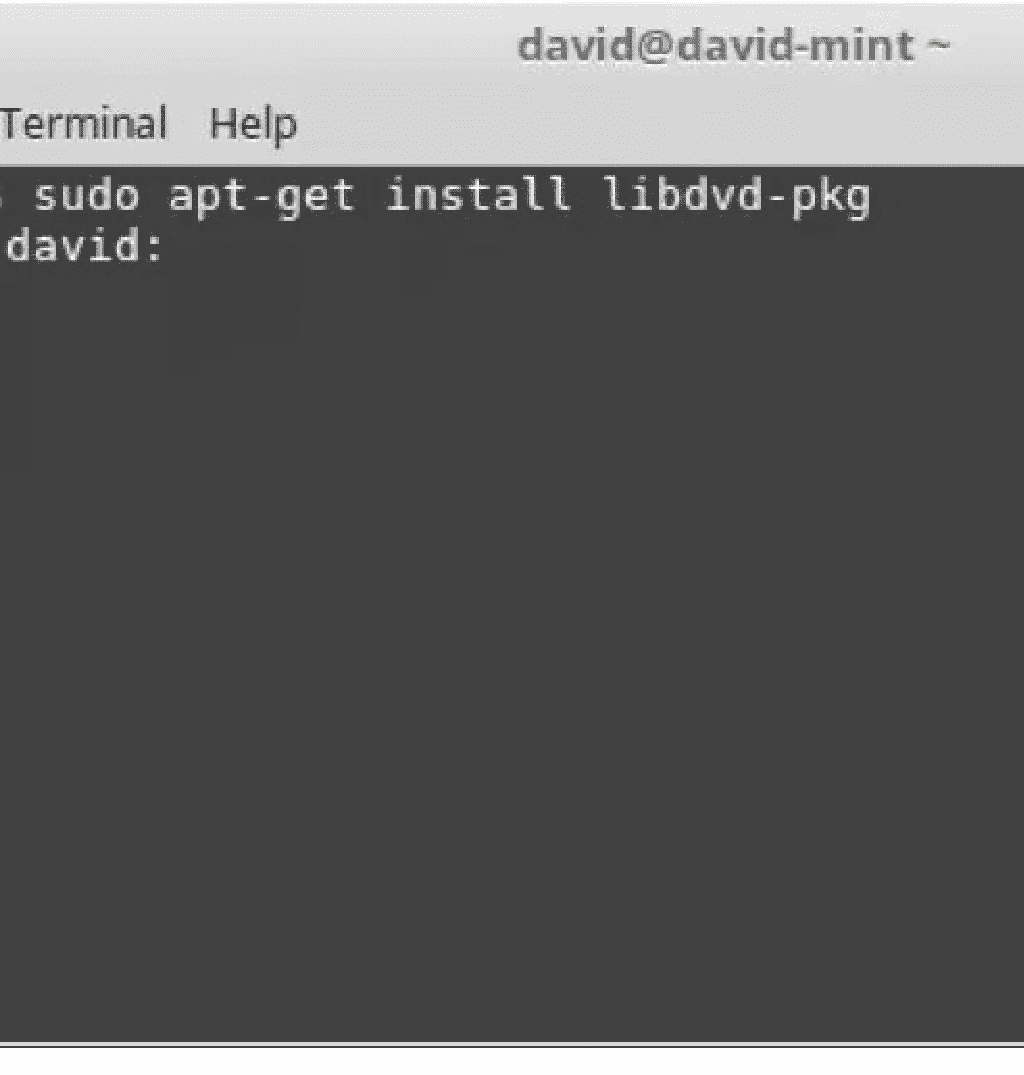 david@david-mint ~
Terminal Help
sudo apt-get install libdvd-pkg
david: